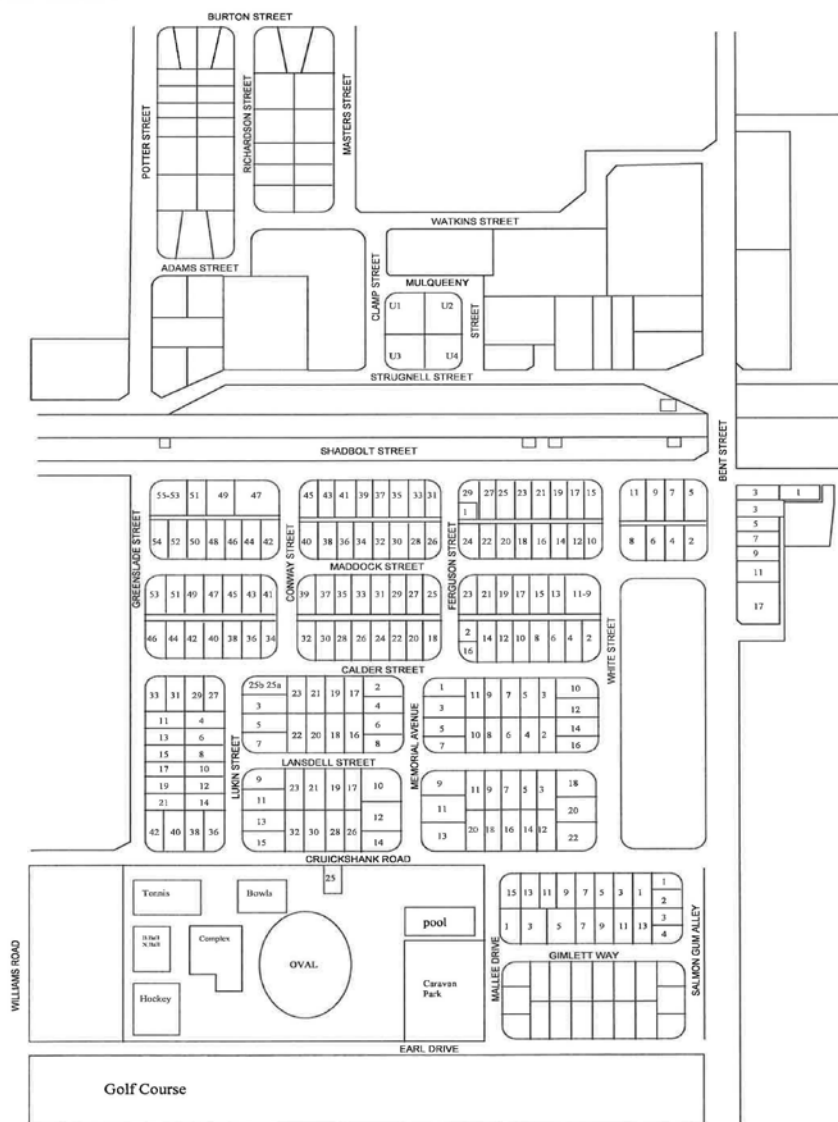 BURTON STREET
POTTER STREET
RICHARDSON STREET
MASTERS STREET
WATKINS STREET
ADAMS STREET
CLAMP STREET
MULQUEENY
STREET
U1 U2
U3 U4
STRUGNELL STREET
SHADBOLT STREET
BENT STREET
GREENSLADE STREET
55-53 51 49 47
54 52 50 48 46 44 42
CONWAY STREET
45 43 41 39 37 35 33 31
40 38 36 34 32 30 28 26
FERGUSON STREET
29 27 25 23 21 19 17 15
1
24 22 20 18 16 14 12 10
11 9 7 5
8 6 4 2
3 1
3
5
7
9
11
17
MADDOCK STREET
53 51 49 47 45 43 41
46 44 42 40 38 36 34
39 37 35 33 31 29 27 25
32 30 28 26 24 22 20 18
23 21 19 17 15 13 11-9
2 14 12 10 8 6 4 2
16
WHITE STREET
CALDER STREET
33 31 29 27
11 4
13 6
15 8
17 10
19 12
21 14
42 40 38 36
LUKIN STREET
25b 25a 23 21 19 17 2
3 4
5 6
7 22 20 18 16 8
MEMORIAL AVENUE
1 11 9 7 5 3 10
3 12
5 10 8 6 4 2 14
7 16
LANSDELL STREET
9 23 21 19 17 10
11
13 12
15 32 30 28 26 14
9 11 9 7 5 3 18
11 20
13 20 18 16 14 12 22
CRUICKSHANK ROAD
WILLIAMS ROAD
25
Tennis
Bowls
B.Ball
N.Ball
Complex
OVAL
Hockey
pool
Caravan
Park
MALLEE DRIVE
15 13 11 9 7 5 3 1 1
2
3
1 3 5 7 9 11 13 4
GIMLETT WAY
SALMON GUM ALLEY
EARL DRIVE
Golf Course